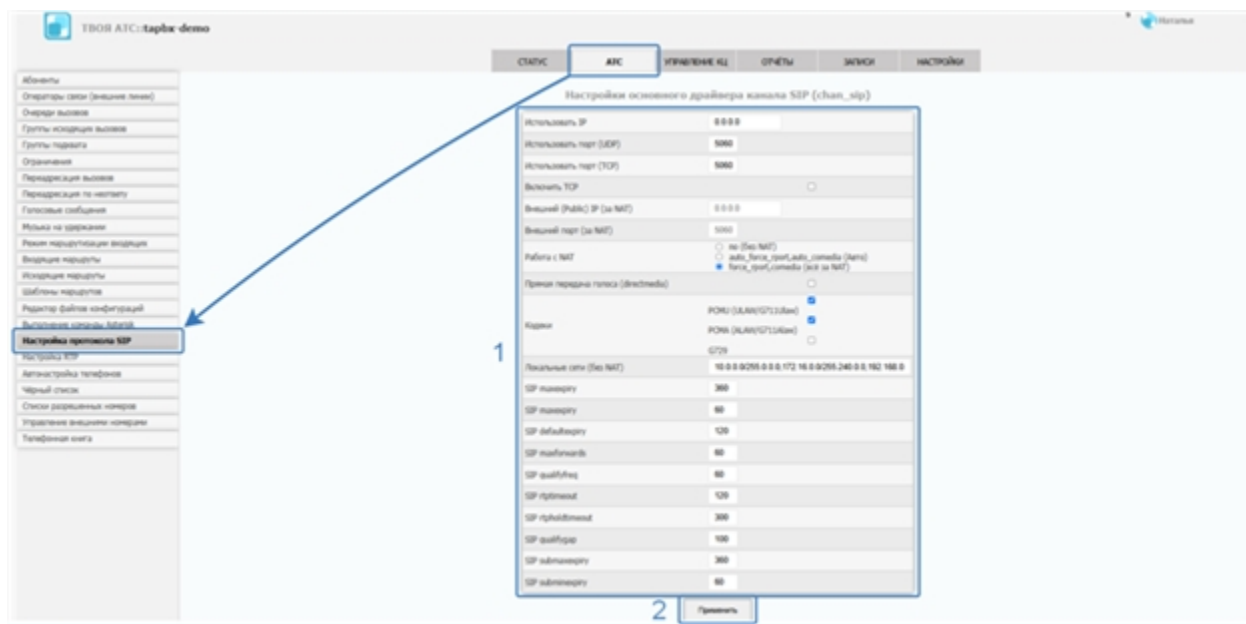 ТВОЯ АТС::tapbx-demo
Наталья
СТАТУС АТС УПРАВЛЕНИЕ КЦ ОТЧЁТЫ ЗАПИСИ НАСТРОЙКИ
Абоненты
Операторы связи (внешние линии)
Очереди вызовов
Группы исходящих вызовов
Группы подхвата
Ограничения
Переадресация вызовов
Переадресация по неответу
Голосовые сообщения
Музыка на удержании
Режим маршрутизации входящих
Входящие маршруты
Исходящие маршруты
Шаблоны маршрутов
Редактор файлов конфигураций
Выполнение команды Asterisk
Настройка протокола SIP
Настройка RTP
Автонастройка телефонов
Чёрный список
Списки разрешенных номеров
Управление внешними номерами
Телефонная книга
Настройки основного драйвера канала SIP (chan_sip)
1
Использовать IP 0.0.0.0
Использовать порт (UDP) 5060
Использовать порт (TCP) 5060
Включить TCP
Внешний (Public) IP (за NAT) 0.0.0.0
Внешний порт (за NAT) 5060
Работа с NAT
no (без NAT)
auto_force_rport,auto_comedia (Авто)
force_rport,comedia (все за NAT)
Прямая передача голоса (directmedia)
Кодеки
PCMU (ULAW/G711Ulaw)
PCMA (ALAW/G711Alaw)
G729
Локальные сети (без NAT) 10.0.0.0/255.0.0.0,172.16.0.0/255.240.0.0,192.168.0
SIP maxexpiry 360
SIP maxexpiry 60
SIP defaultexpiry 120
SIP maxforwards 60
SIP qualifyfreq 60
SIP rtptimeout 120
SIP rtpholdtimeout 300
SIP qualifygap 100
SIP submaxexpiry 360
SIP subminexpiry 60
2
Применить